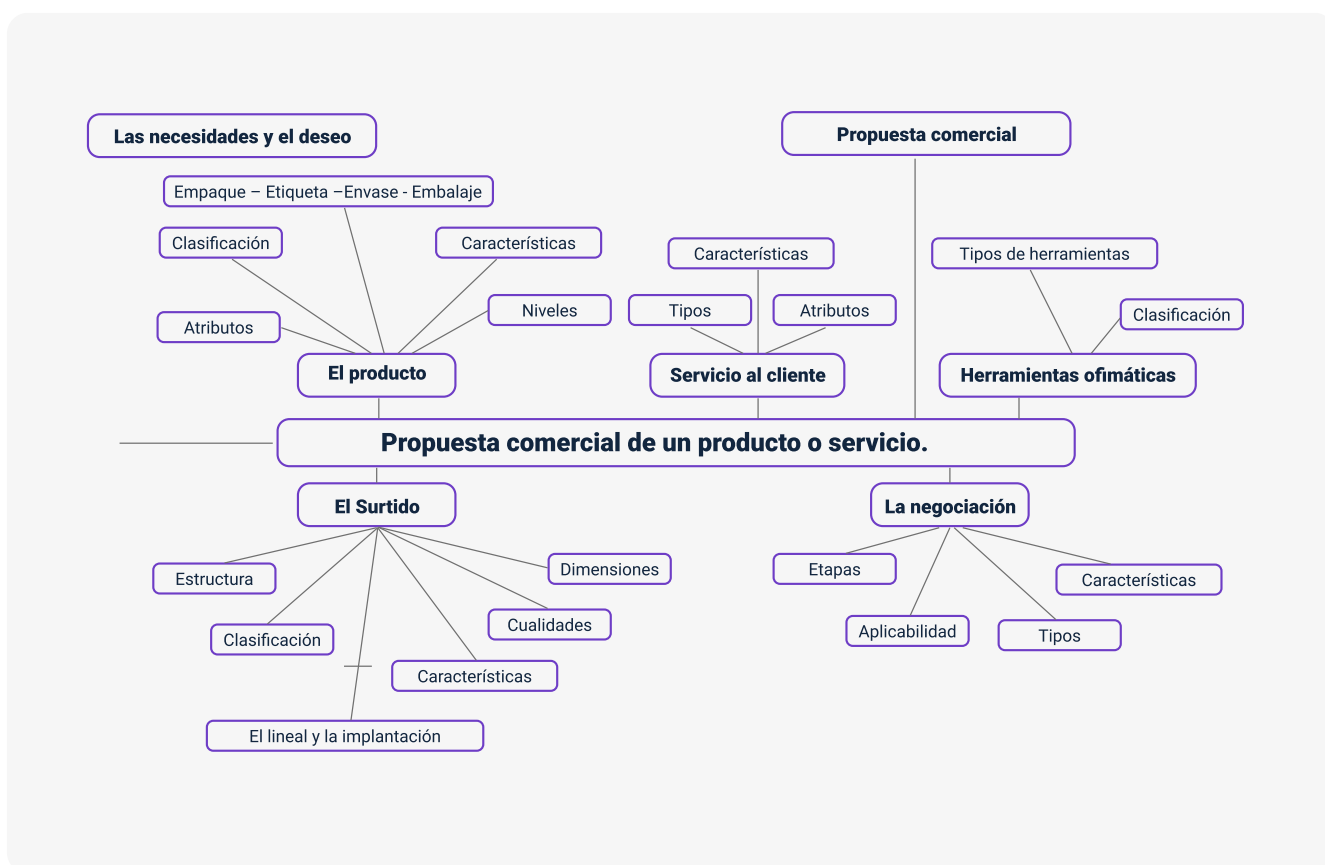 Las necesidades y el deseo
Propuesta comercial
Empaque – Etiqueta –Envase - Embalaje
Clasificación
Características
Características
Tipos de herramientas
Atributos
Niveles
Tipos
Atributos
Clasificación
El producto
Servicio al cliente
Herramientas ofimáticas
Propuesta comercial de un producto o servicio.
El Surtido
La negociación
Estructura
Dimensiones
Etapas
Características
Clasificación
Cualidades
Aplicabilidad
Tipos
Características
El lineal y la implantación